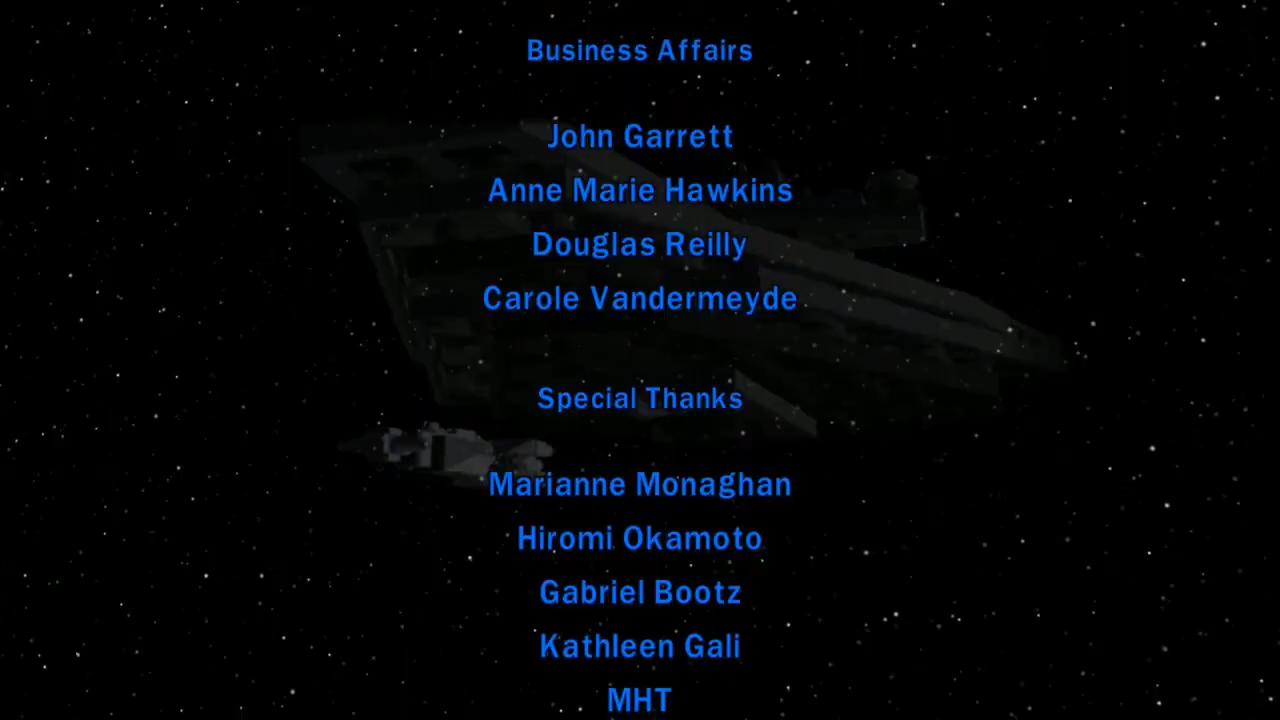 Business Affairs
John Garrett
Anne Marie Hawkins
Douglas Reilly
Carole Vandermeyde
Special Thanks
Marianne Monaghan
Hiromi Okamoto
Gabriel Bootz
Kathleen Gali
MHT